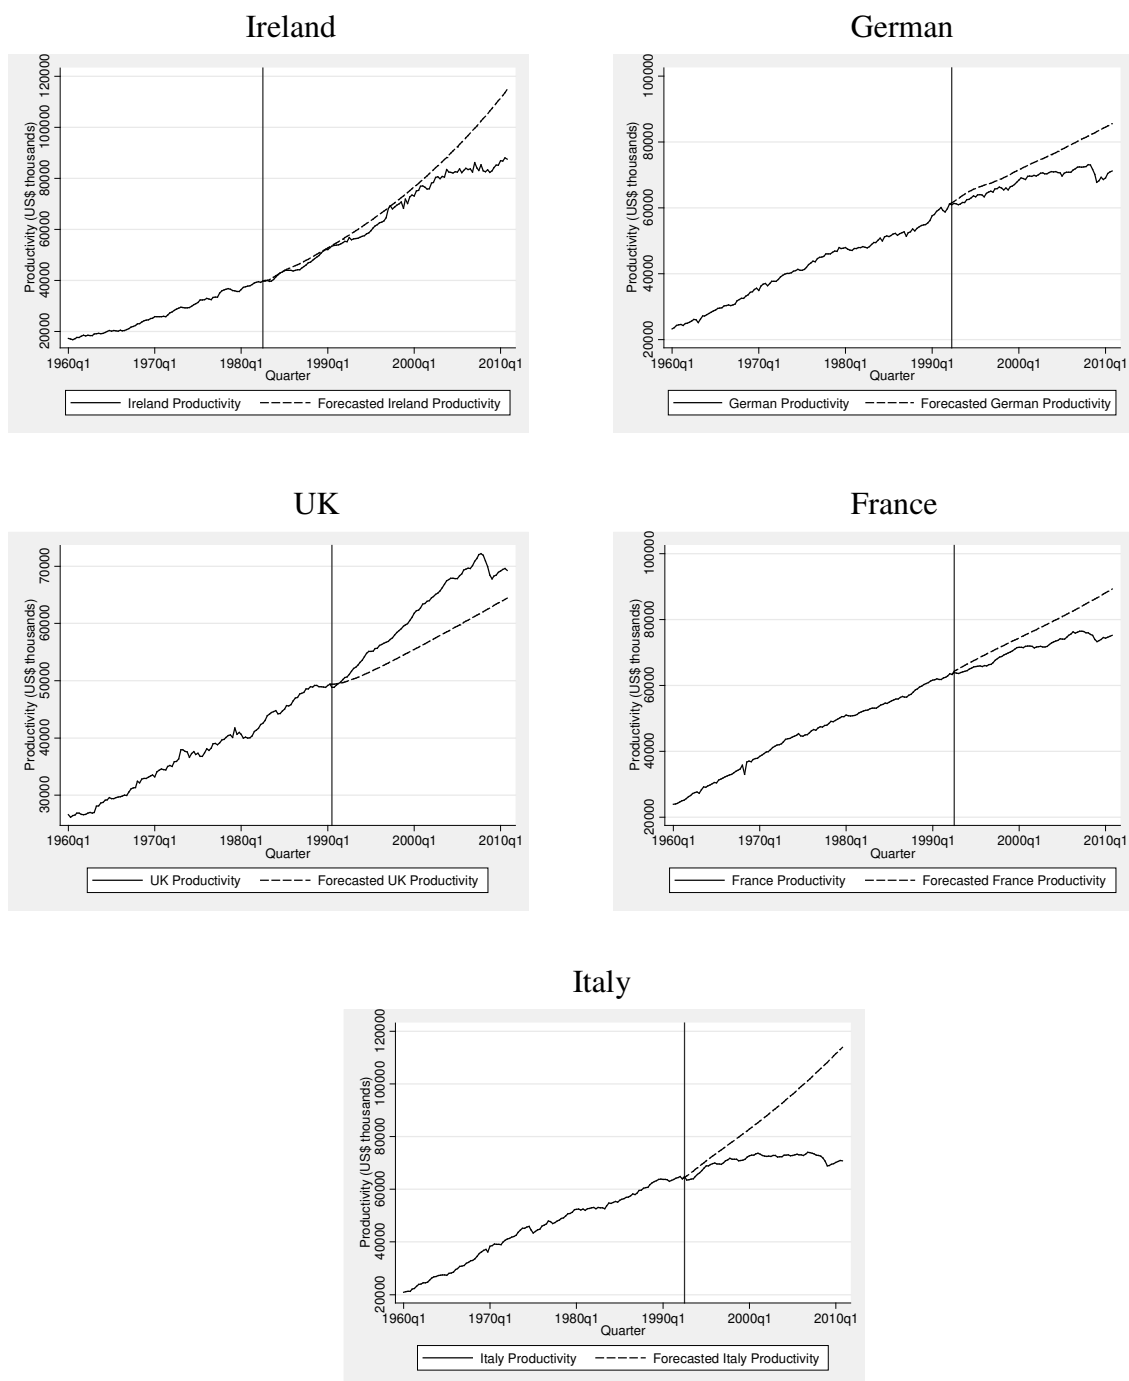 Ireland
Productivity (US$ thousands)
120000
100000
80000
60000
40000
20000
1960q1 1970q1 1980q1 1990q1 2000q1 2010q1
Quarter
Ireland Productivity Forecasted Ireland Productivity
German
Productivity (US$ thousands)
100000
80000
60000
40000
20000
1960q1 1970q1 1980q1 1990q1 2000q1 2010q1
Quarter
German Productivity Forecasted German Productivity
UK
Productivity (US$ thousands)
70000
60000
50000
40000
30000
1960q1 1970q1 1980q1 1990q1 2000q1 2010q1
Quarter
UK Productivity Forecasted UK Productivity
France
Productivity (US$ thousands)
100000
80000
60000
40000
20000
1960q1 1970q1 1980q1 1990q1 2000q1 2010q1
Quarter
France Productivity Forecasted France Productivity
Italy
Productivity (US$ thousands)
120000
100000
80000
60000
40000
20000
1960q1 1970q1 1980q1 1990q1 2000q1 2010q1
Quarter
Italy Productivity Forecasted Italy Productivity